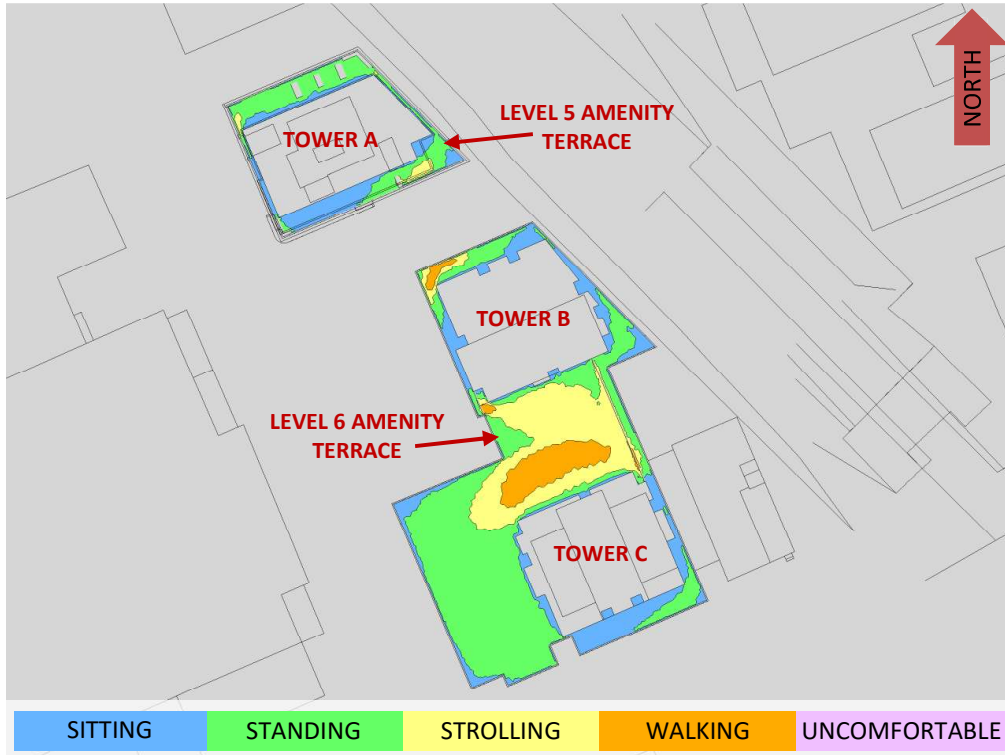 NORTH
LEVEL 5 AMENITY
TERRACE
TOWER A
TOWER B
LEVEL 6 AMENITY
TERRACE
TOWER C
SITTING
STANDING
STROLLING
WALKING
UNCOMFORTABLE